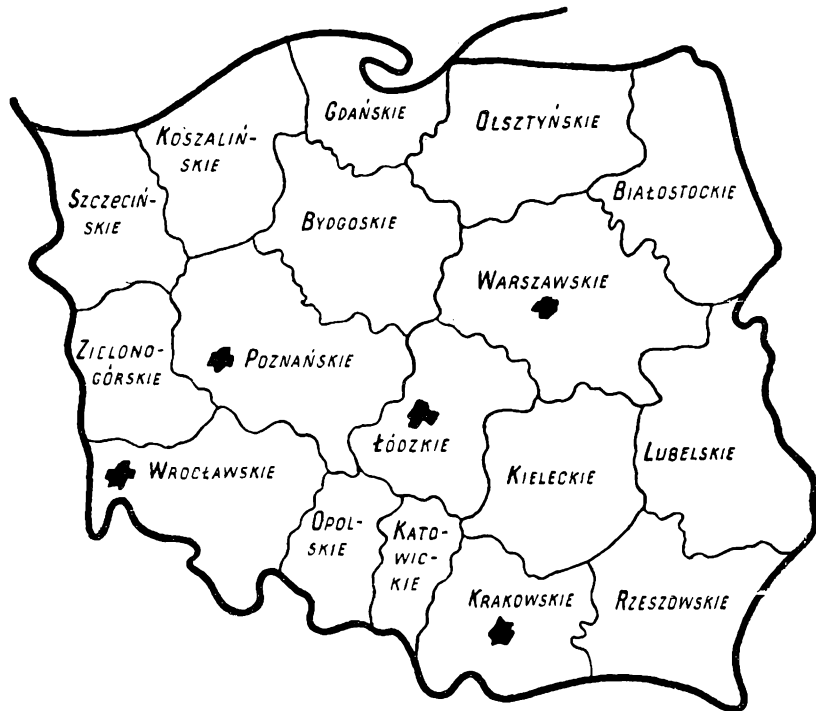 GDAŃSKIE
OLSZTYŃSKIE
KOSZALIŃ-
SKIE
BIAŁOSTOCKIE
SZCZECIŃ-
SKIE
BYDGOSKIE
WARSZAWSKIE
ZIELONO-
GÓRSKIE
POZNAŃSKIE
ŁÓDZKIE
LUBELSKIE
WROCŁAWSKIE
KIELECKIE
OPOL-
SKIE
KATO-
WIC-
KIE
KRAKOWSKIE
RZESZOWSKIE